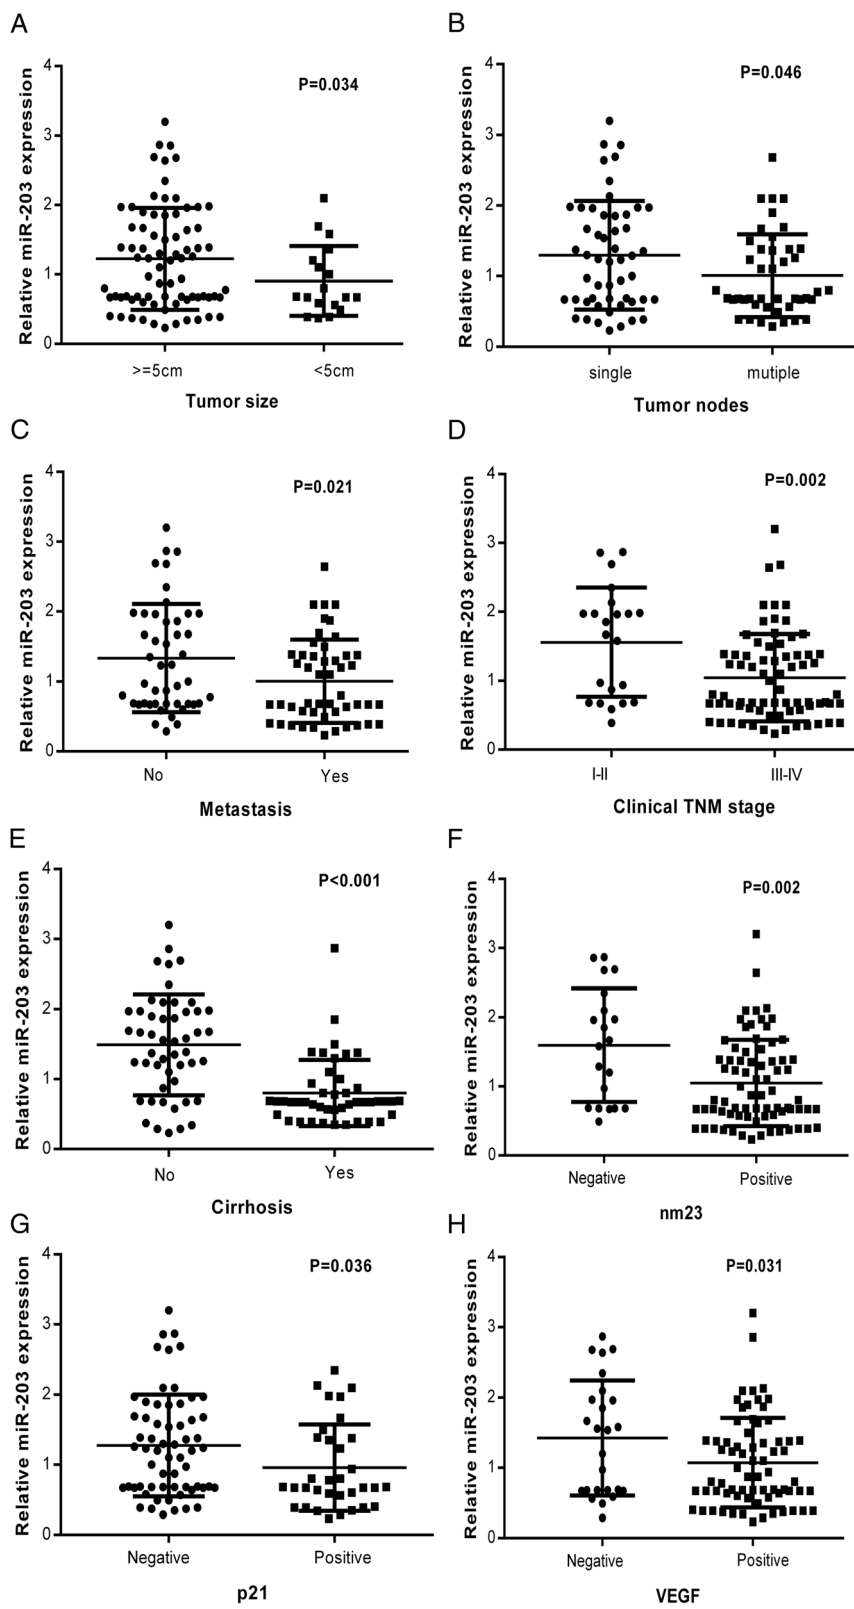 A
Relative miR-203 expression
4
3
2
1
0
P=0.034
>=5cm <5cm
Tumor size
B
Relative miR-203 expression
4
3
2
1
0
P=0.046
single mutiple
Tumor nodes
C
Relative miR-203 expression
4
3
2
1
0
P=0.021
No Yes
Metastasis
D
Relative miR-203 expression
4
3
2
1
0
P=0.002
I-II III-IV
Clinical TNM stage
E
Relative miR-203 expression
4
3
2
1
0
P<0.001
No Yes
Cirrhosis
F
Relative miR-203 expression
4
3
2
1
0
P=0.002
Negative Positive
nm23
G
Relative miR-203 expression
4
3
2
1
0
P=0.036
Negative Positive
p21
H
Relative miR-203 expression
4
3
2
1
0
P=0.031
Negative Positive
VEGF